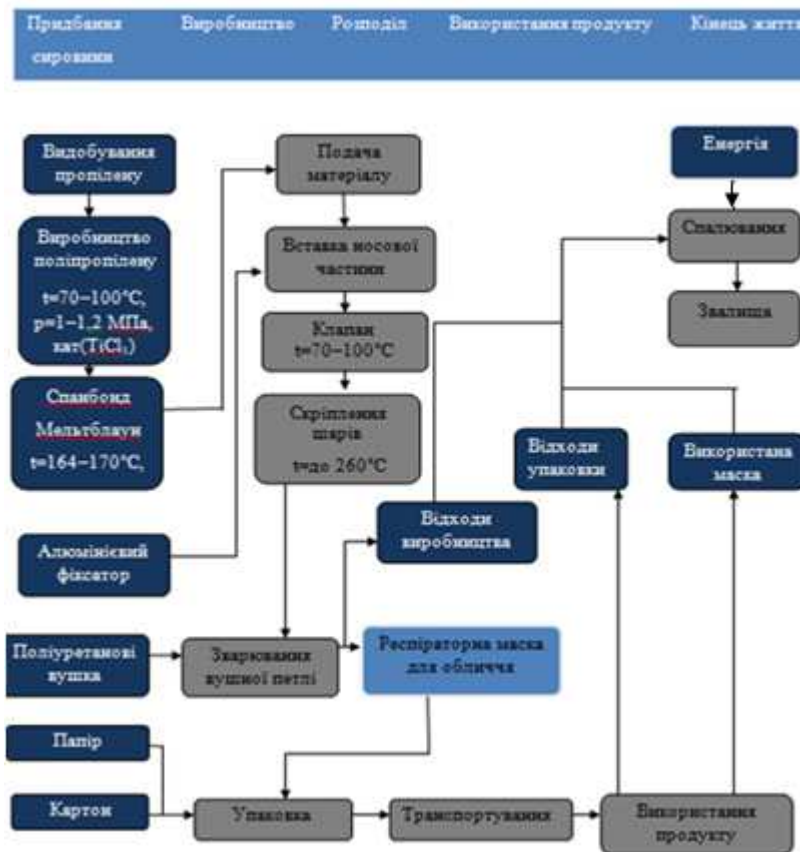 Придбання сировини
Виробництво
Розподіл
Використання продукту
Кінець життя
Видобування
пропілену
Виробництво
поліпропілену
t=70−100°C,
p=1−1,2 МПа,
кат(TiCl₃)
Спанбонд
Мельтблаун
t=164−170°C,
Алюмінієвий
фіксатор
Поліуретанові
вушка
Папір
Картон
Подача
матеріалу
Вставка носової
частини
Клапан
t=70−100°C
Скріплення
шарів
t=до 260°C
Зварювання
вушної петлі
Упаковка
Відходи
виробництва
Респіраторна маска
для обличчя
Транспортування
Енергія
Спалювання
Звалища
Відходи
упаковки
Використана
маска
Використання
продукту